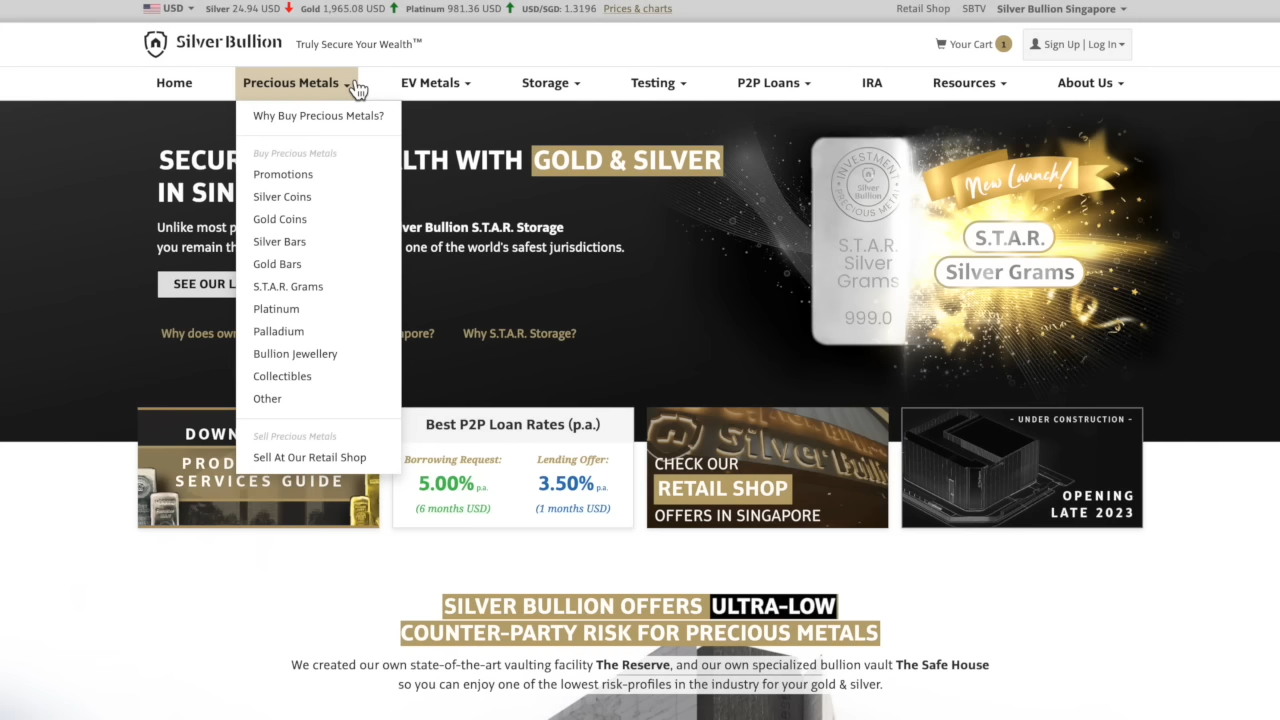 USD Silver 24.94 USD Gold 1,965.08 USD Platinum 981.36 USD USD/SGD: 1.3196 Prices & charts Retail Shop SBTV Silver Bullion Singapore
Silver Bullion Truly Secure Your Wealth™ Your Cart 1 Sign Up | Log In
Home Precious Metals EV Metals Storage Testing P2P Loans IRA Resources About Us
Why Buy Precious Metals?
Buy Precious Metals
Promotions
Silver Coins
Gold Coins
Silver Bars
Gold Bars
S.T.A.R. Grams
Platinum
Palladium
Bullion Jewellery
Collectibles
Other
Sell Precious Metals
Sell At Our Retail Shop
SECUR LTH WITH GOLD & SILVER
IN SIN
Unlike most p ver Bullion S.T.A.R. Storage
you remain th one of the world's safest jurisdictions.
SEE OUR L
Why does own apore? Why S.T.A.R. Storage?
INVESTMENT
Silver
Bullion
PRECIOUS METAL
S.T.A.R.
Silver
Grams
999.0
New Launch!
S.T.A.R.
Silver Grams
DOWN
PROD
SERVICES GUIDE
Best P2P Loan Rates (p.a.)
Borrowing Request: Lending Offer:
5.00% p.a. 3.50% p.a.
(6 months USD) (1 months USD)
Silver Bulli
CHECK OUR
RETAIL SHOP
OFFERS IN SINGAPORE
- UNDER CONSTRUCTION -
OPENING
LATE 2023
SILVER BULLION OFFERS ULTRA-LOW
COUNTER-PARTY RISK FOR PRECIOUS METALS
We created our own state-of-the-art vaulting facility The Reserve, and our own specialized bullion vault The Safe House
so you can enjoy one of the lowest risk-profiles in the industry for your gold & silver.